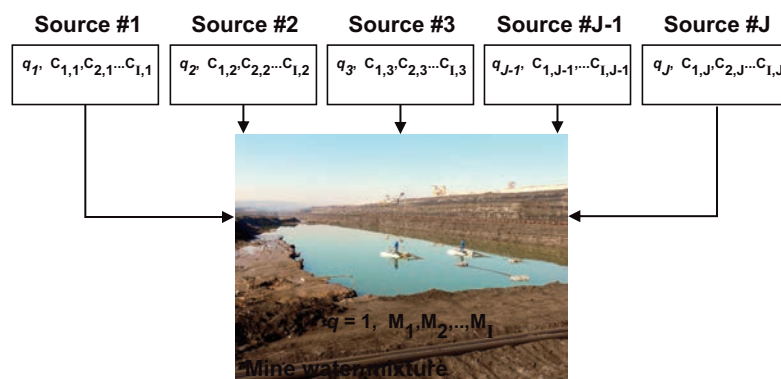 Source #1 Source #2 Source #3 Source #J-1 Source #J
q1, C1,1,C2,1...CI,1 q2, C1,2,C2,2...CI,2 q3, C1,3,C2,3...CI,3 qJ-1, C1,J-1,...CI,J-1 qJ, C1,J,C2,J...CI,J
q = 1, M1,M2,..,MI
Mine water mixture